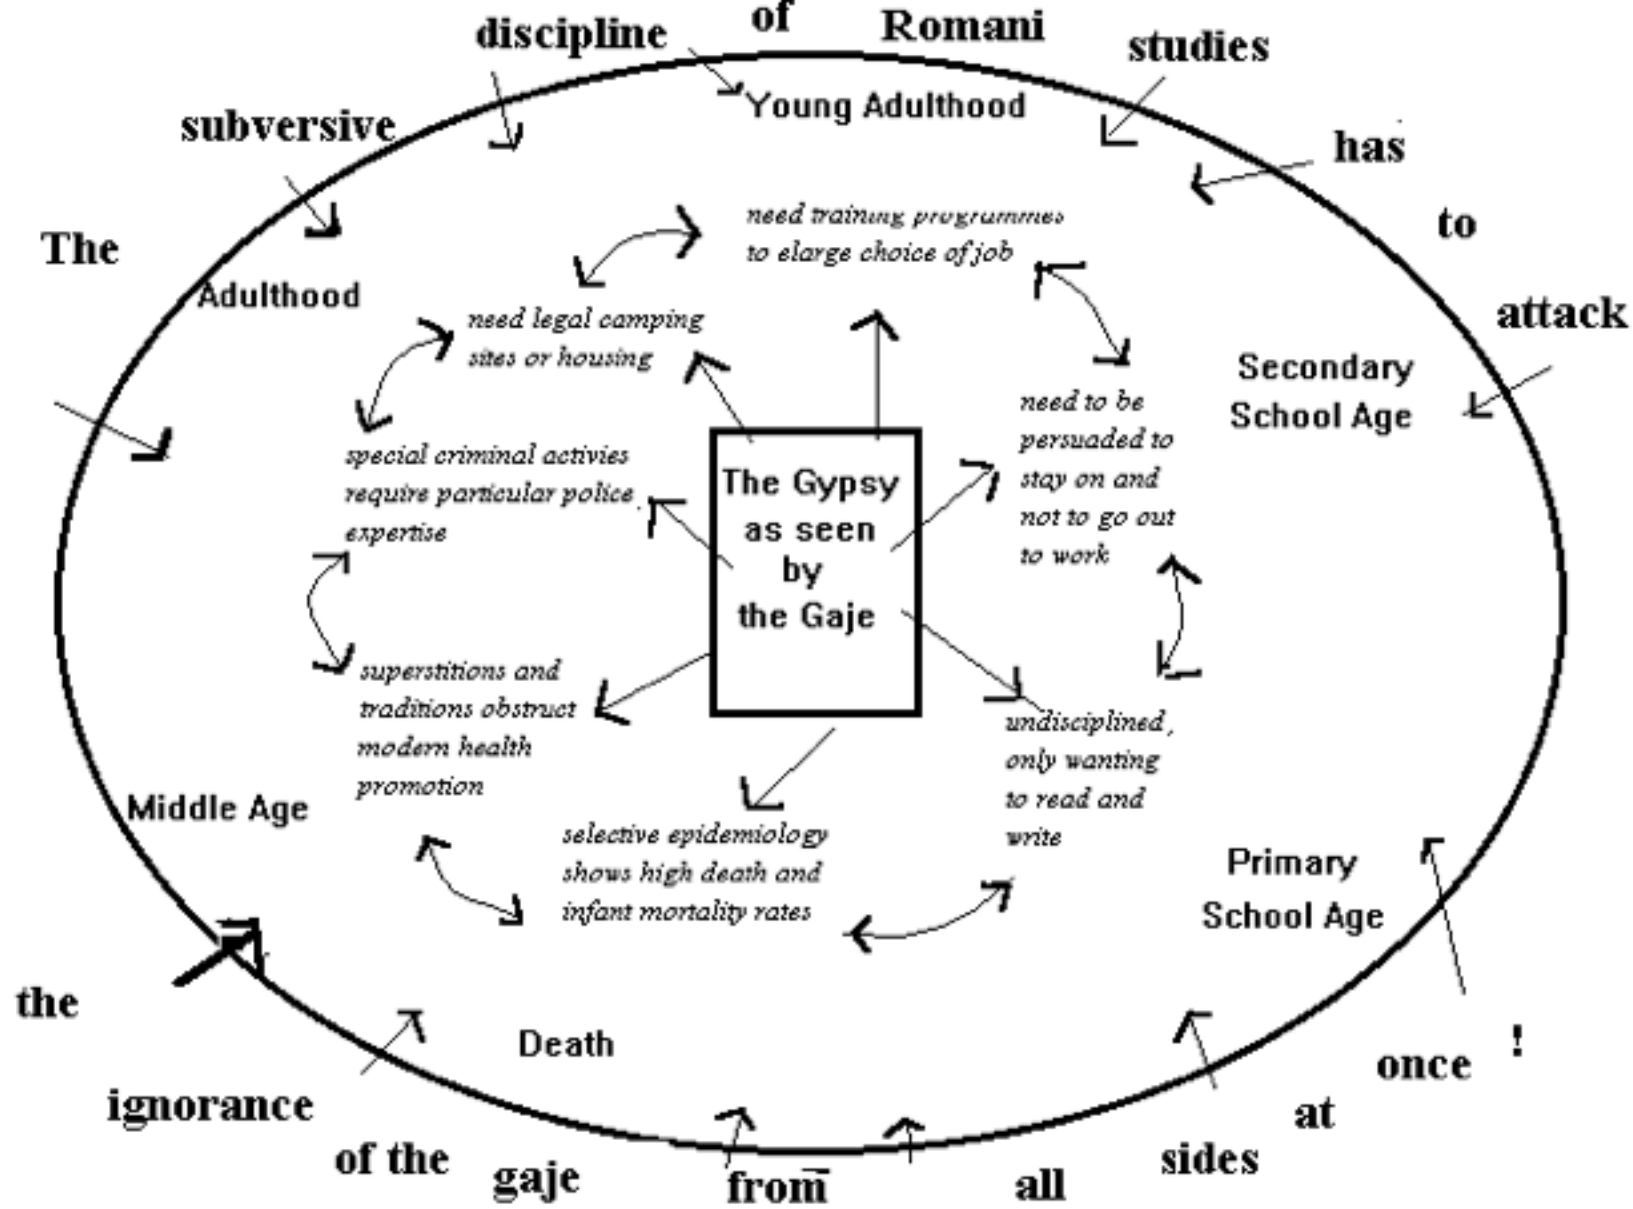 The subversive discipline of Romani studies has to attack
the ignorance of the gaje from all sides at once !
Young Adulthood
need training programmes
to elarge choice of job
Adulthood
need legal camping
sites or housing
Secondary
School Age
need to be
persuaded to
stay on and
not to go out
to work
special criminal activies
require particular police
expertise
The Gypsy
as seen
by
the Gaje
superstitions and
traditions obstruct
modern health
promotion
undisciplined,
only wanting
to read and
write
Middle Age
selective epidemiology
shows high death and
infant mortality rates
Primary
School Age
Death